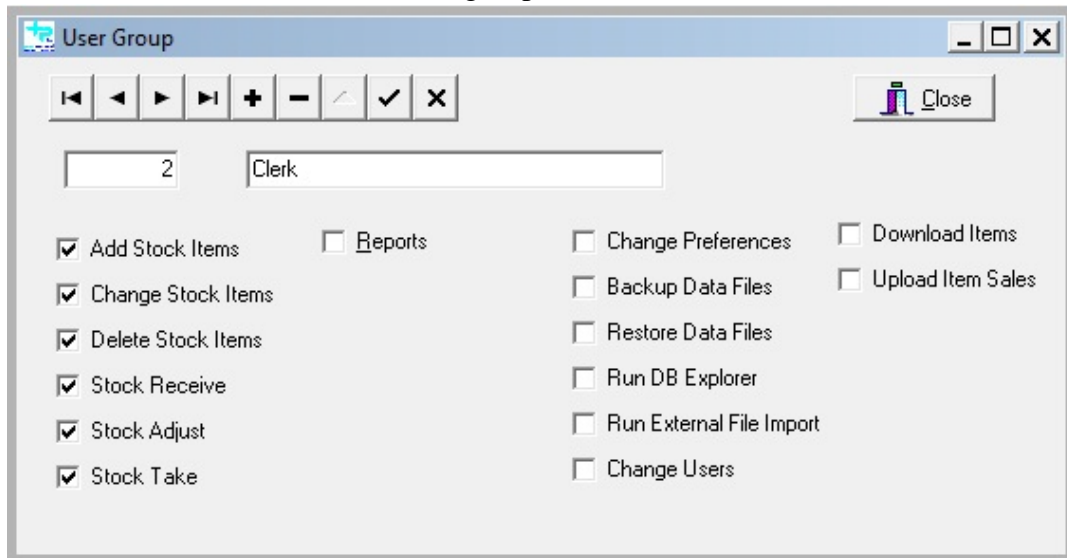 User Group
Close
2
Clerk
Add Stock Items
Change Stock Items
Delete Stock Items
Stock Receive
Stock Adjust
Stock Take
Reports
Change Preferences
Backup Data Files
Restore Data Files
Run DB Explorer
Run External File Import
Change Users
Download Items
Upload Item Sales